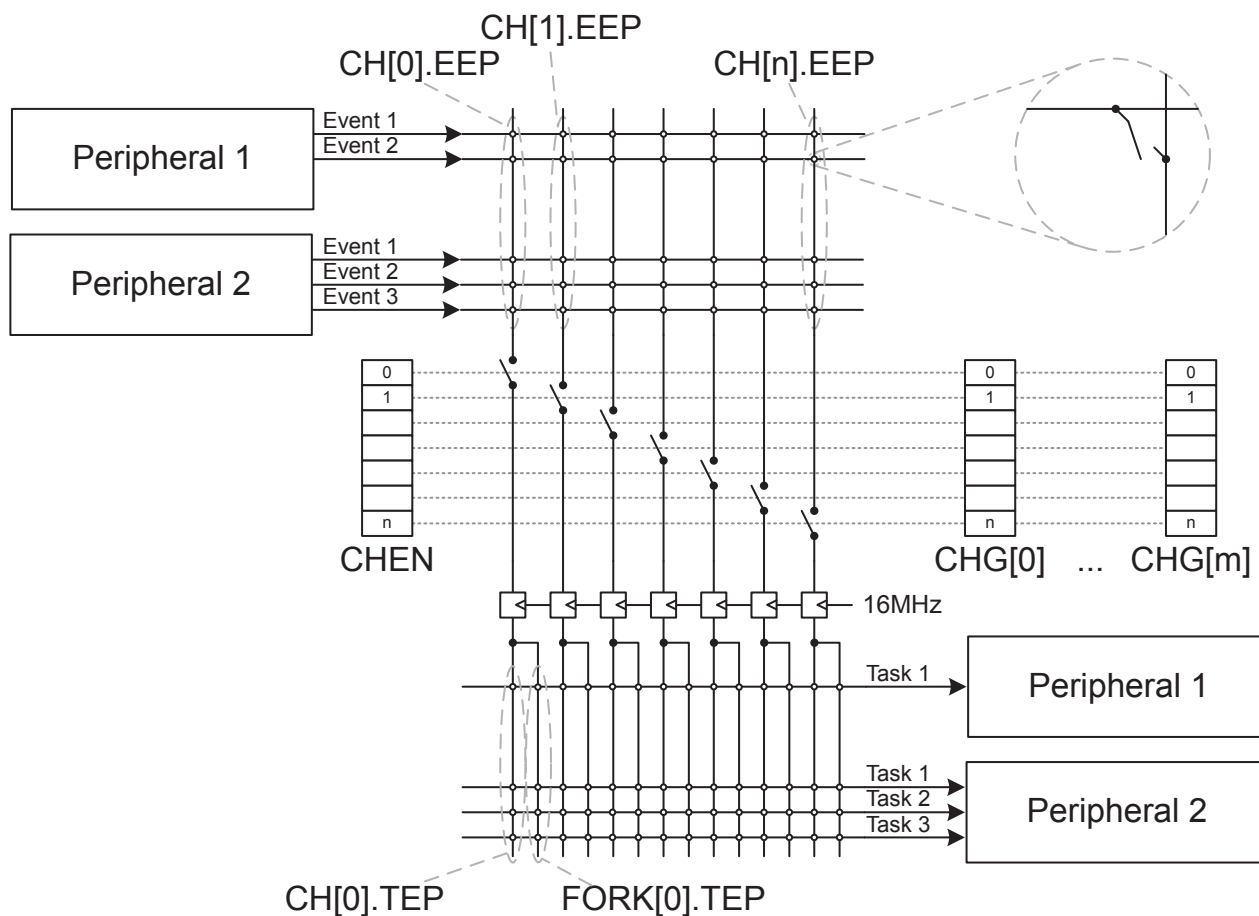 CH[1].EEP
CH[0].EEP
CH[n].EEP
Peripheral 1
Event 1
Event 2
Peripheral 2
Event 1
Event 2
Event 3
0
1
n
CHEN
0
1
n
CHG[0]
...
0
1
n
CHG[m]
16MHz
Task 1
Peripheral 1
Task 1
Task 2
Task 3
Peripheral 2
CH[0].TEP
FORK[0].TEP